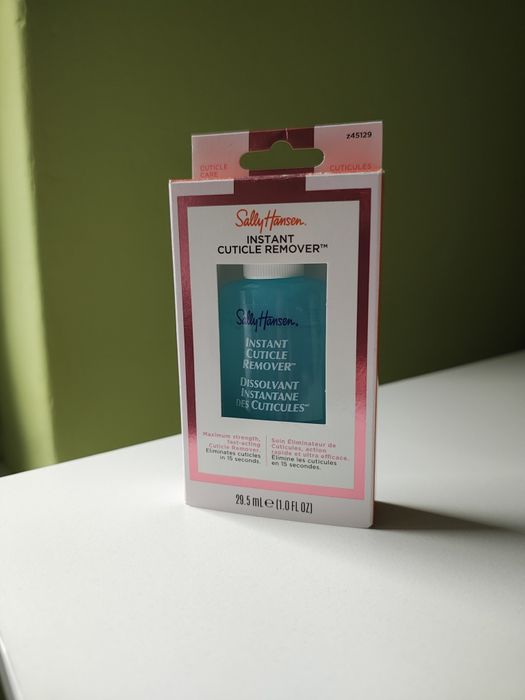 z45129
CUTICLE
CARE
CUTICULES
Sally Hansen®
INSTANT
CUTICLE REMOVER™
Sally Hansen®
INSTANT
CUTICLE
REMOVER™
DISSOLVANT
INSTANTANE
DES CUTICULES™
Maximum strength,
fast-acting
Cuticle Remover.
Eliminates cuticles
in 15 seconds.
Soin Éliminateur de
Cuticules, action
rapide et ultra efficace.
Elimine les cuticules
en 15 secondes.
29.5 mL e (1.0 FL OZ)